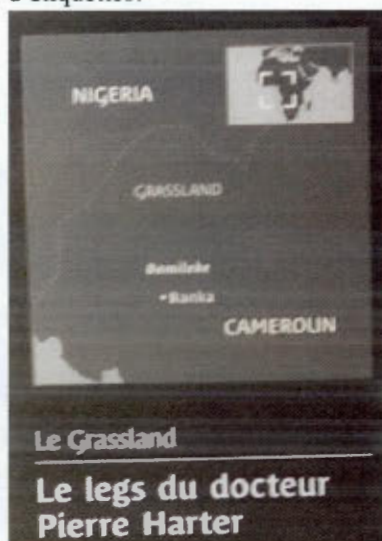 NIGERIA
GRASSLAND
Bamileke
Banka
CAMEROUN
Le Grassland
Le legs du docteur
Pierre Harter